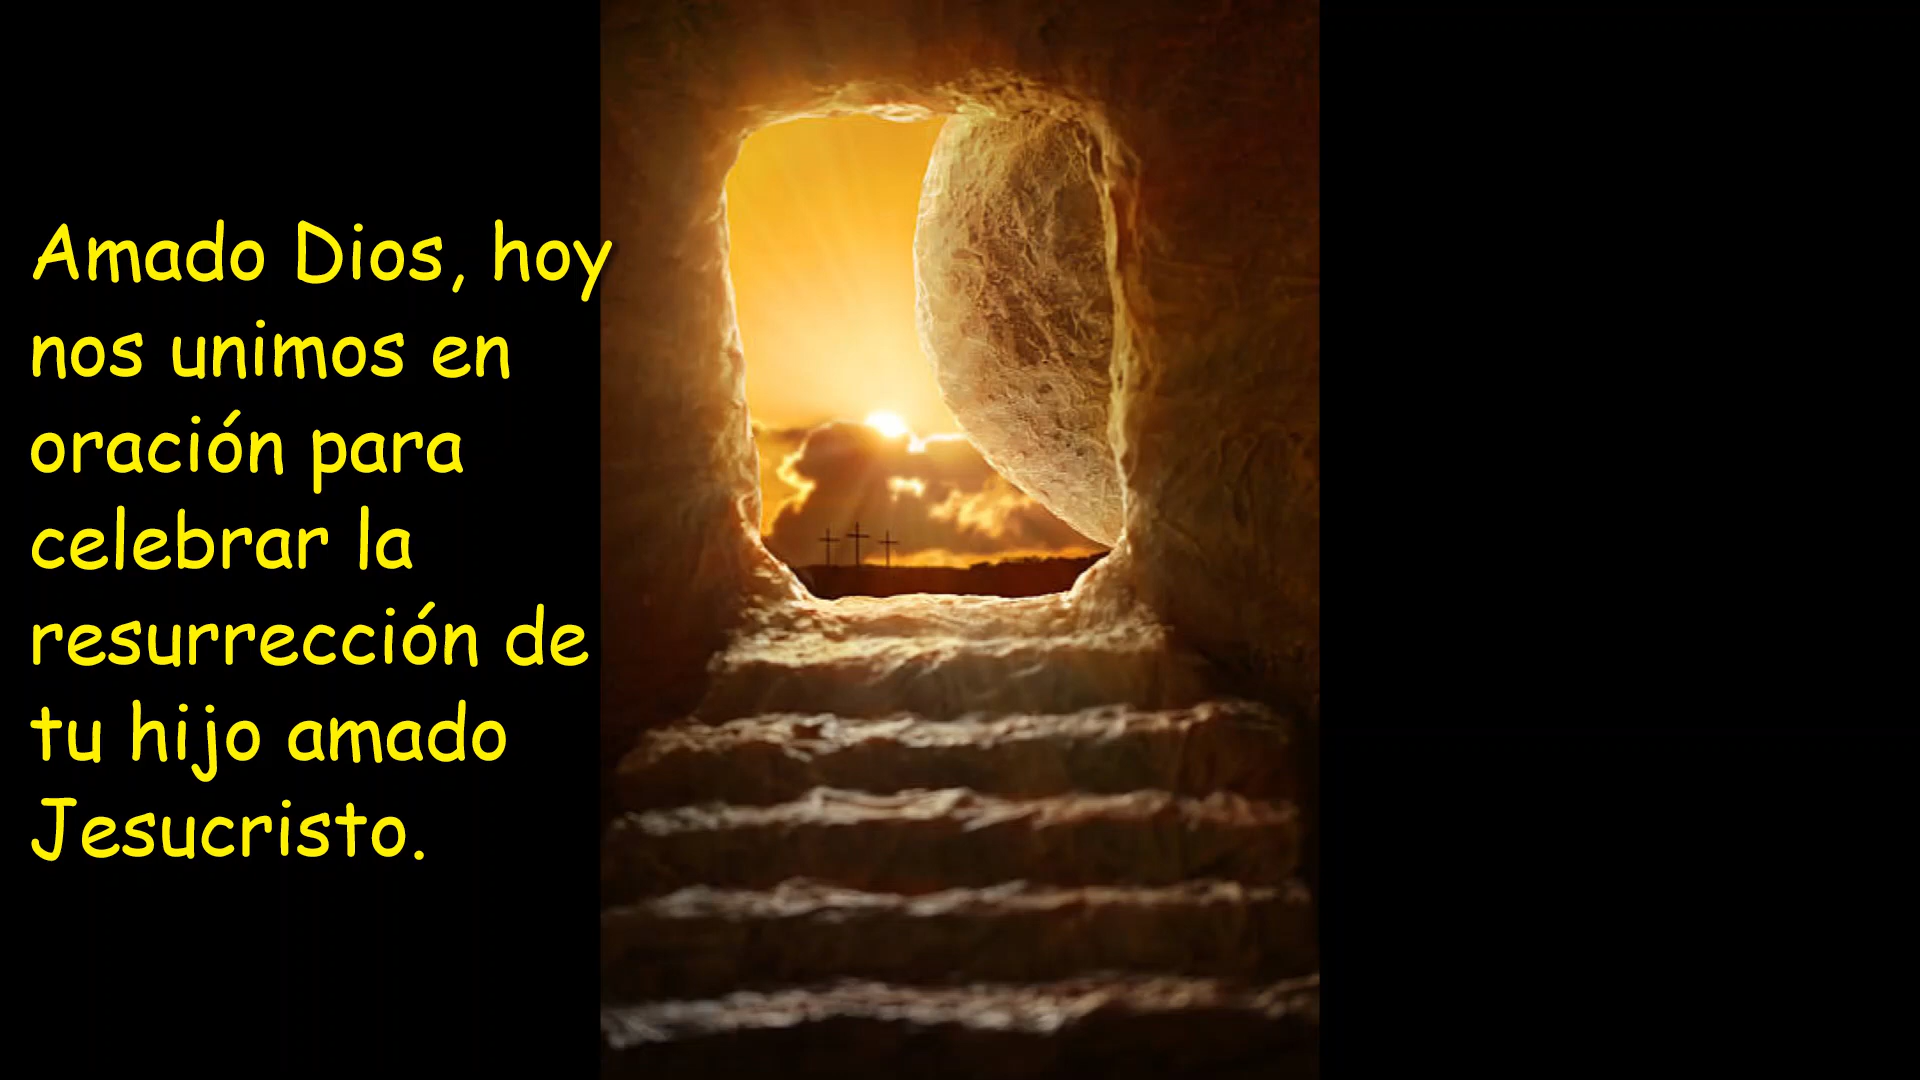 Amado Dios, hoy
nos unimos en
oración para
celebrar la
resurrección de
tu hijo amado
Jesucristo.